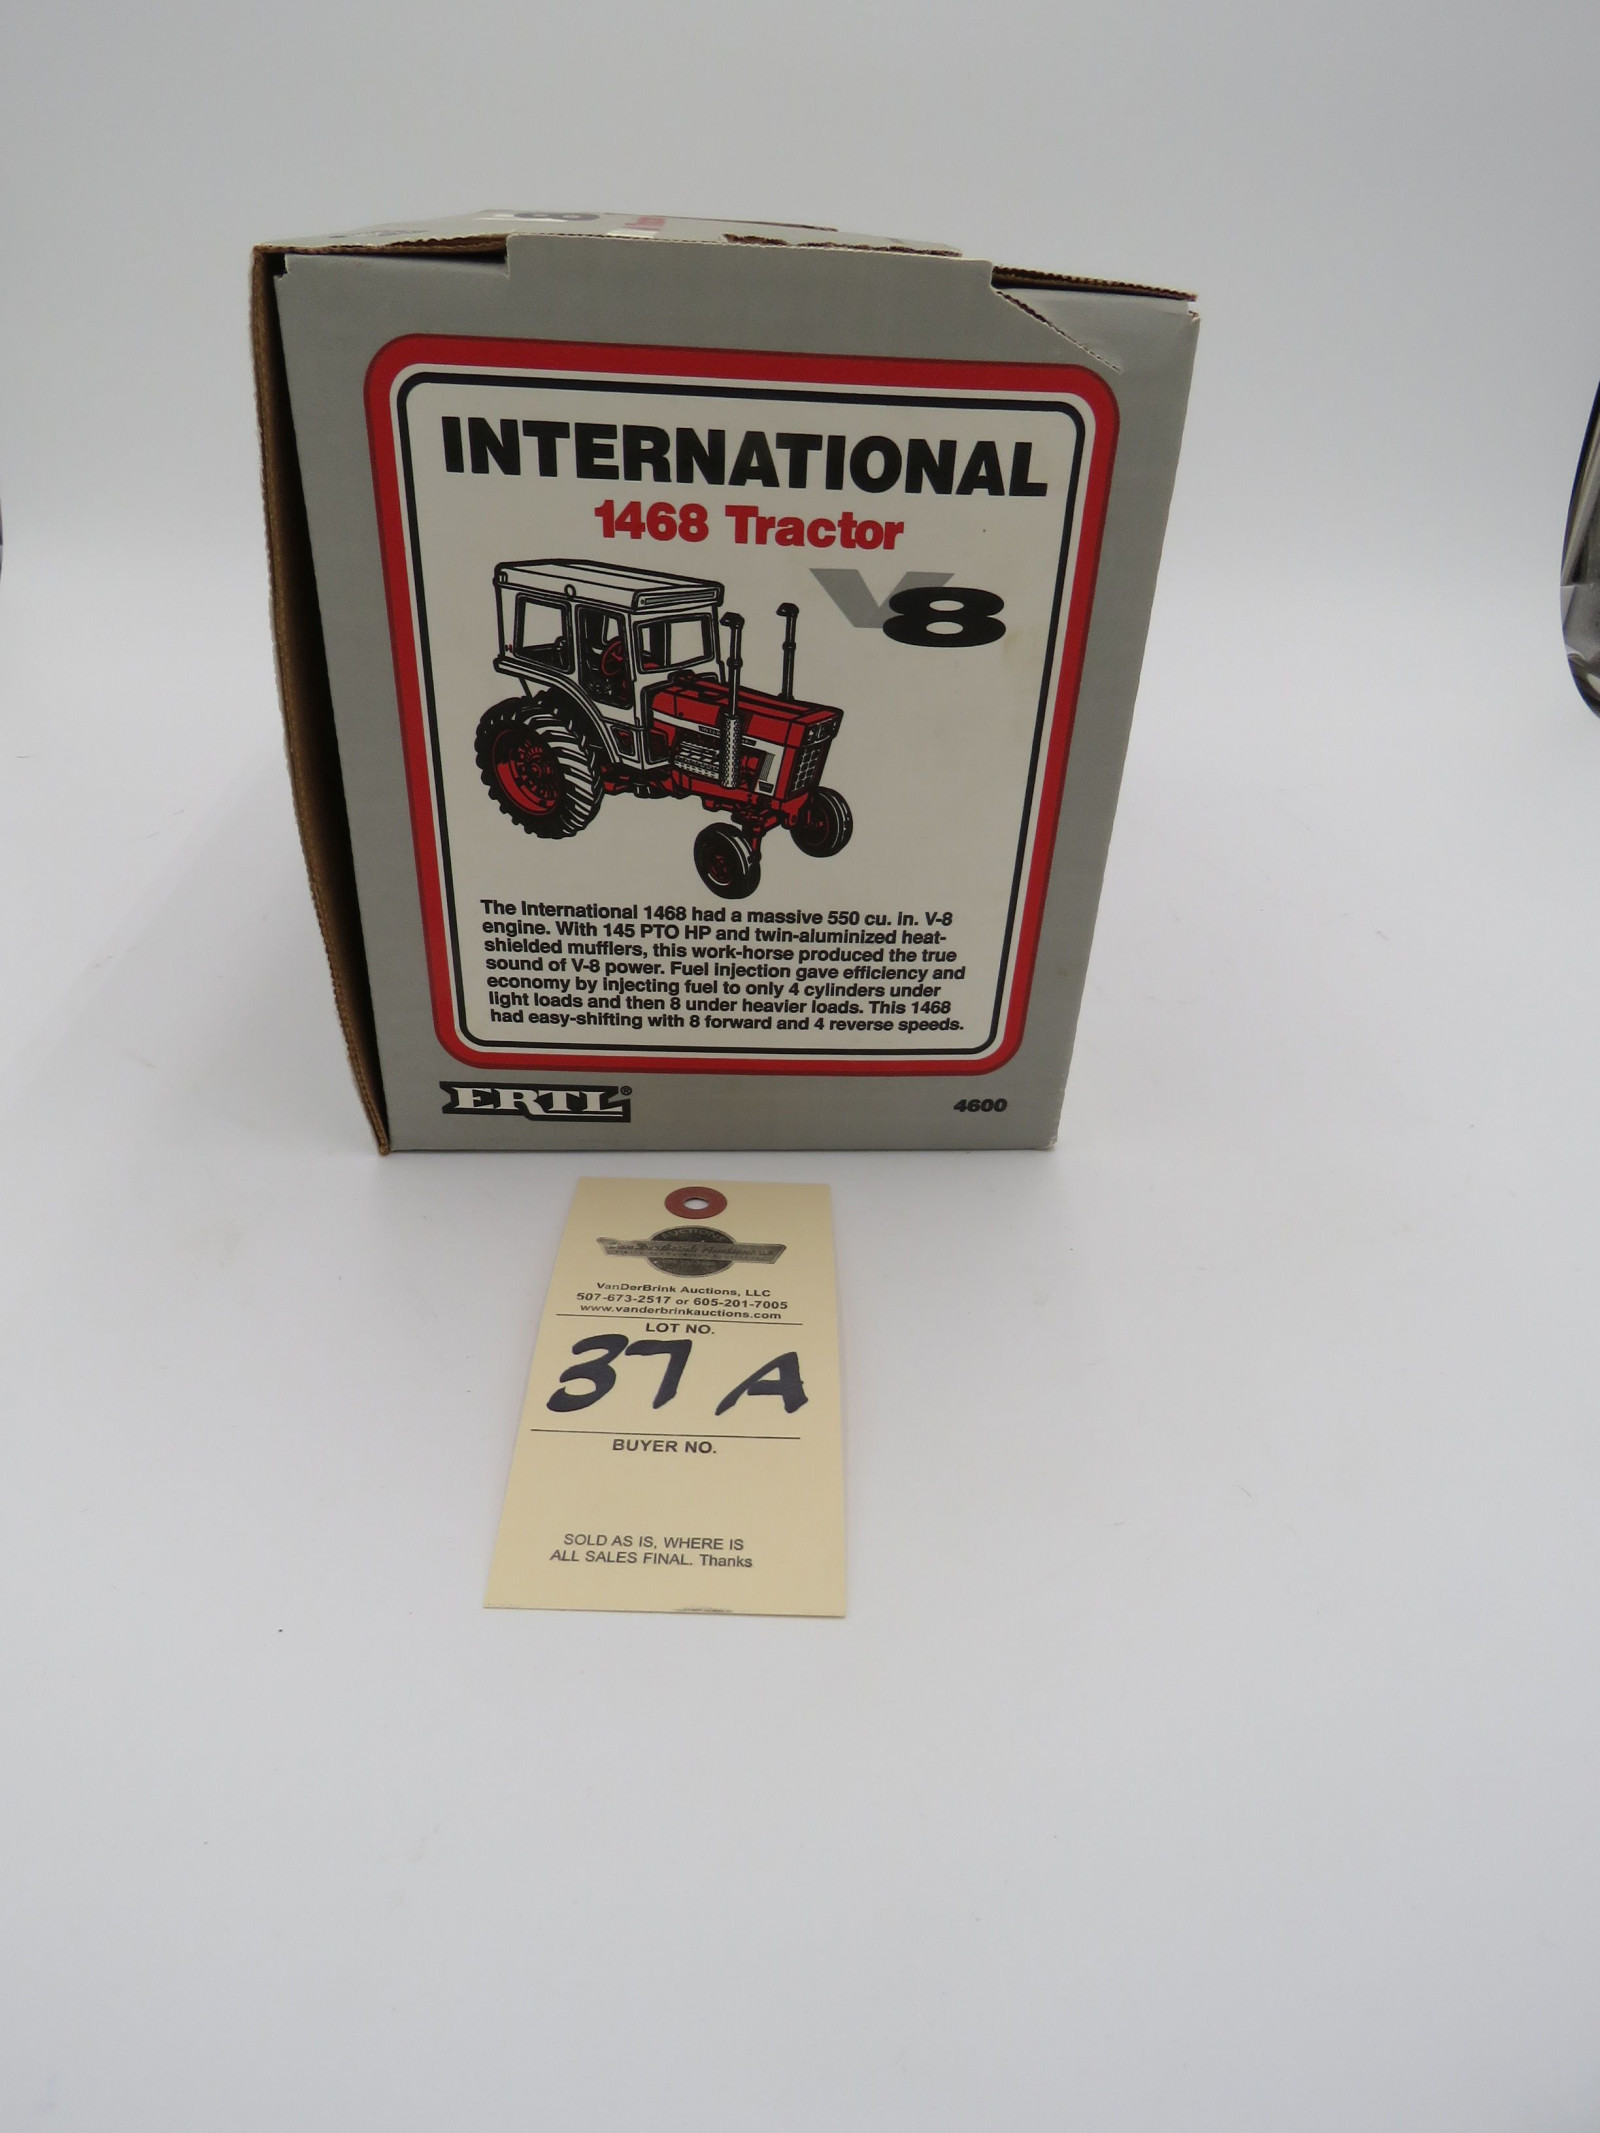 INTERNATIONAL
1468 Tractor
V8
The International 1468 had a massive 550 cu. in. V-8
engine. With 145 PTO HP and twin-aluminized heat-
shielded mufflers, this work-horse produced the true
sound of V-8 power. Fuel injection gave efficiency and
economy by injecting fuel to only 4 cylinders under
light loads and then 8 under heavier loads. This 1468
had easy-shifting with 8 forward and 4 reverse speeds.
ERTL®
4600
AUCTIONS
VanDerBrink Auctions
VanDerBrink Auctions, LLC
507-673-2517 or 605-201-7005
www.vanderbrinkauctions.com
LOT NO.
37 A
BUYER NO.
SOLD AS IS, WHERE IS
ALL SALES FINAL. Thanks